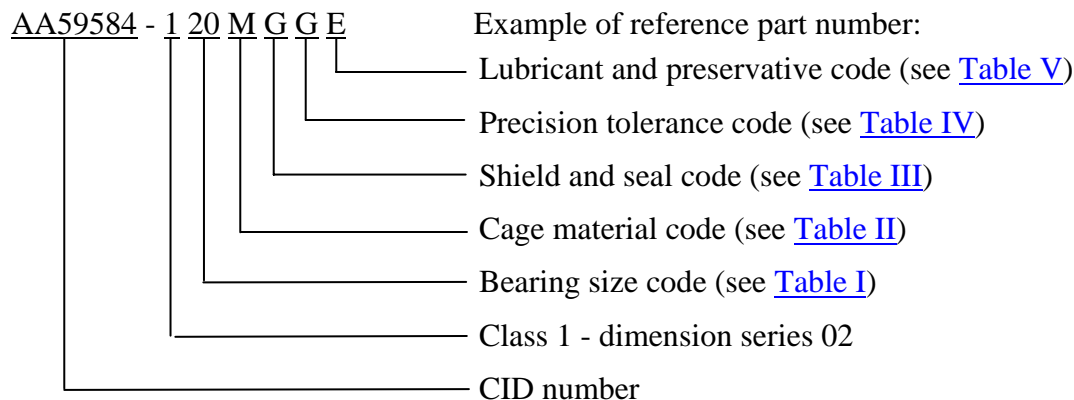 AA59584 - 1 20 M G G E Example of reference part number:
Lubricant and preservative code (see Table V)
Precision tolerance code (see Table IV)
Shield and seal code (see Table III)
Cage material code (see Table II)
Bearing size code (see Table I)
Class 1 - dimension series 02
CID number